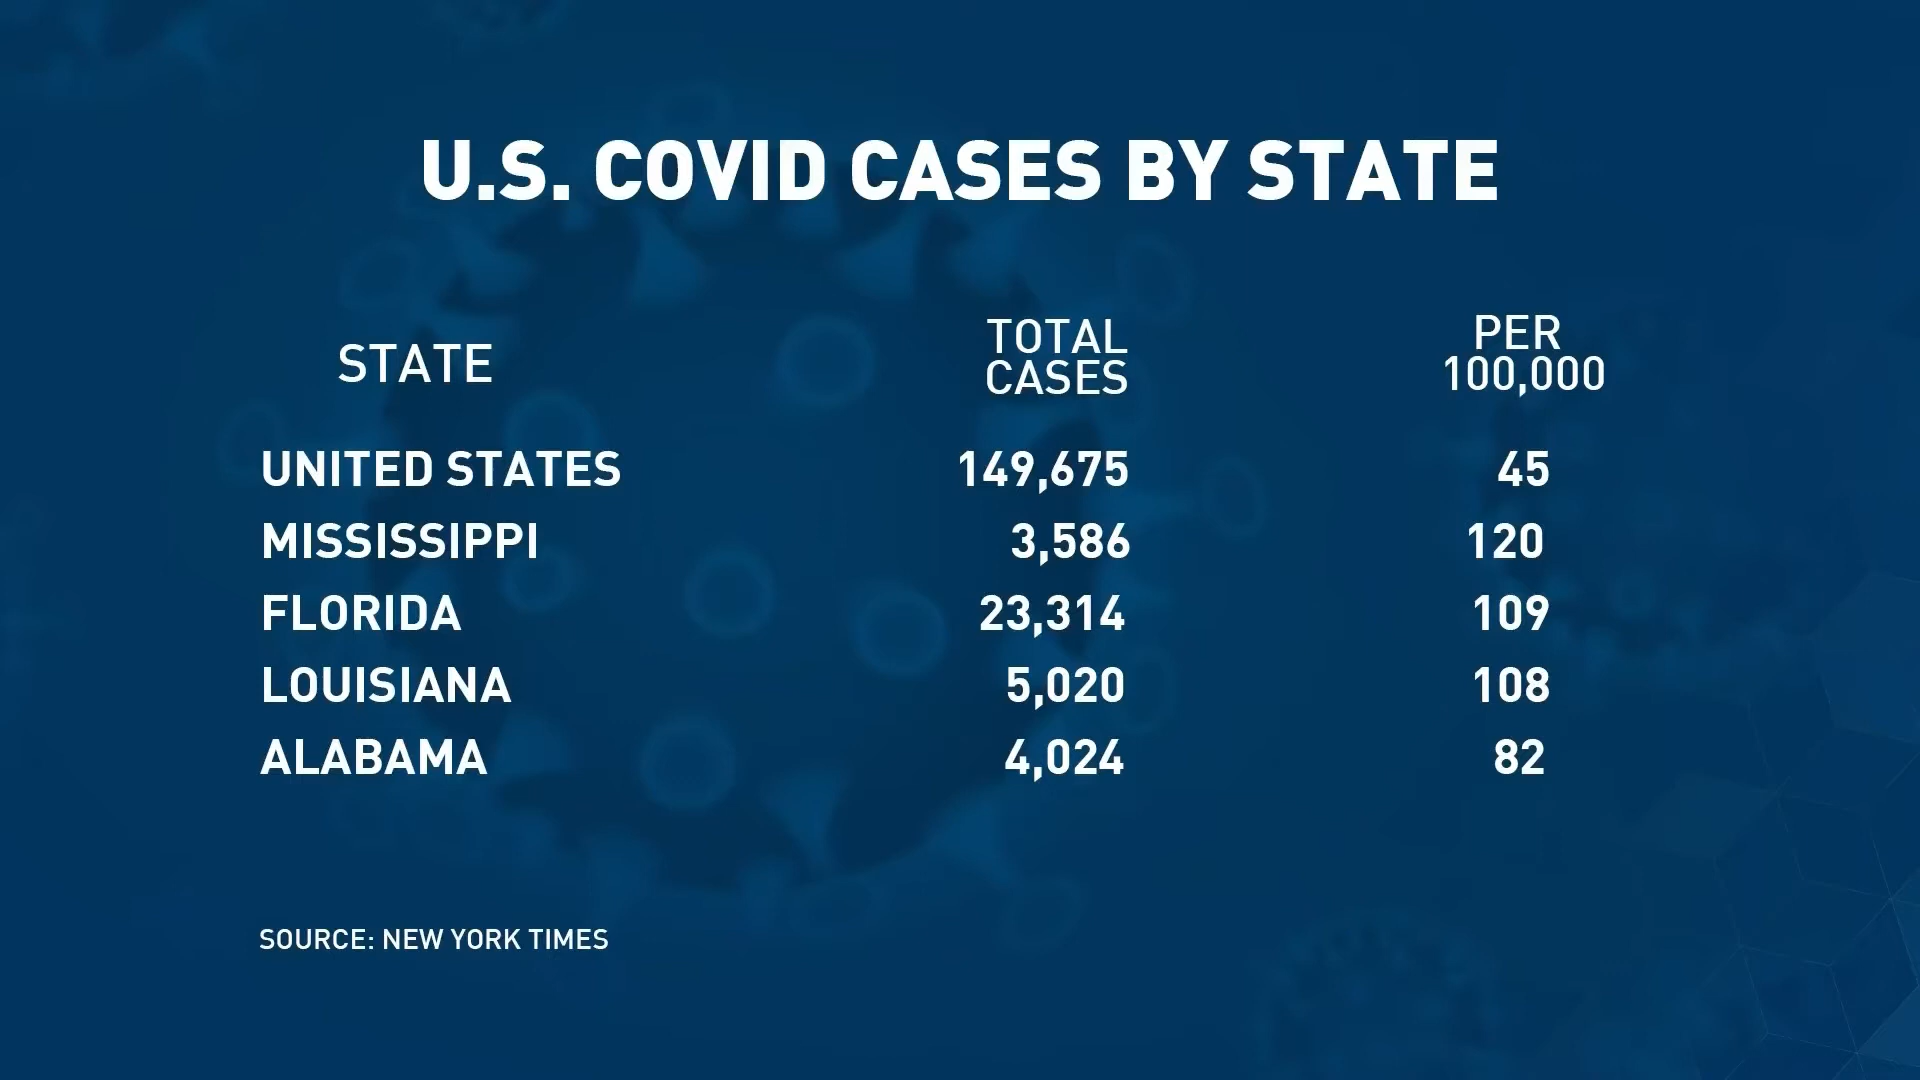 U.S. COVID CASES BY STATE
STATE TOTAL CASES PER 100,000
UNITED STATES 149,675 45
MISSISSIPPI 3,586 120
FLORIDA 23,314 109
LOUISIANA 5,020 108
ALABAMA 4,024 82
SOURCE: NEW YORK TIMES